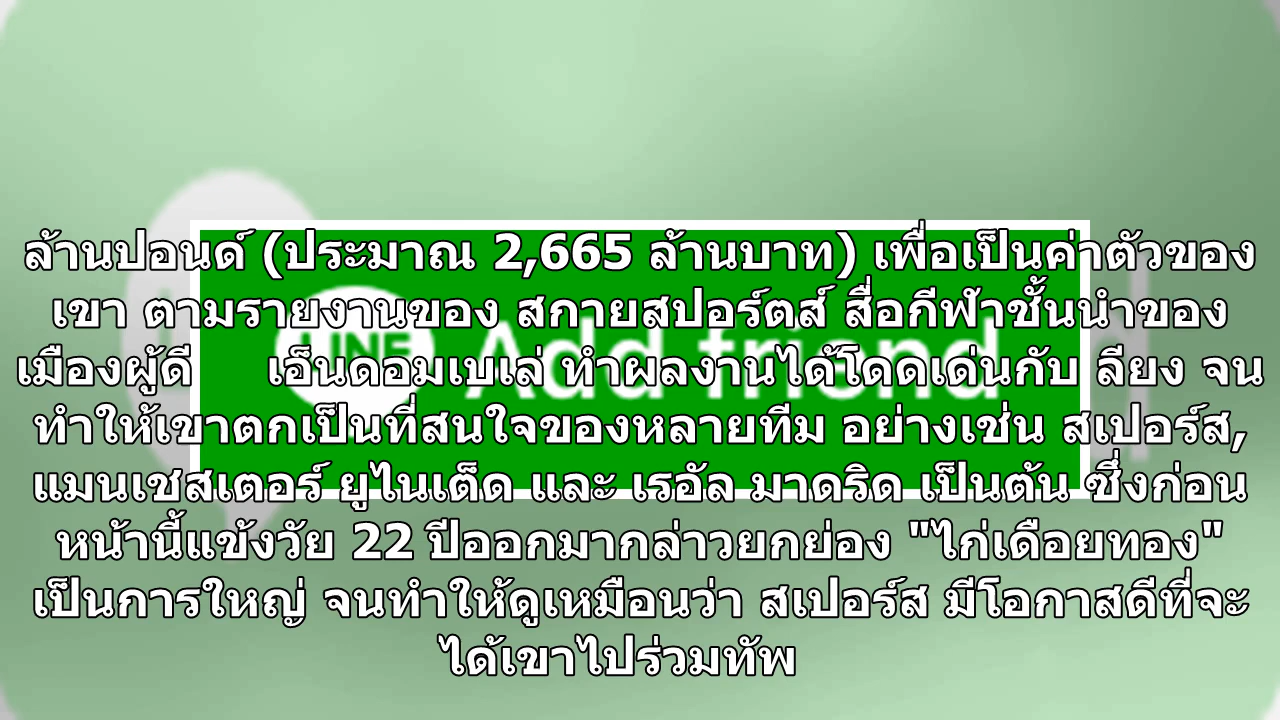 ล้านปอนด์ (ประมาณ 2,665 ล้านบาท) เพื่อเป็นค่าตัวของ
เขา ตามรายงานของ สกายสปอร์ตส์ สื่อกีฬาชั้นนำของ
เมืองผู้ดี เอ็นดอมเบเล่ ทำผลงานได้โดดเด่นกับ ลียง จน
ทำให้เขาตกเป็นที่สนใจของหลายทีม อย่างเช่น สเปอร์ส,
แมนเชสเตอร์ ยูไนเต็ด และ เรอัล มาดริด เป็นต้น ซึ่งก่อน
หน้านี้แข้งวัย 22 ปีออกมากล่าวยกย่อง "ไก่เดือยทอง"
เป็นการใหญ่ จนทำให้ดูเหมือนว่า สเปอร์ส มีโอกาสดีที่จะ
ได้เขาไปร่วมทัพ
LINE Add friend